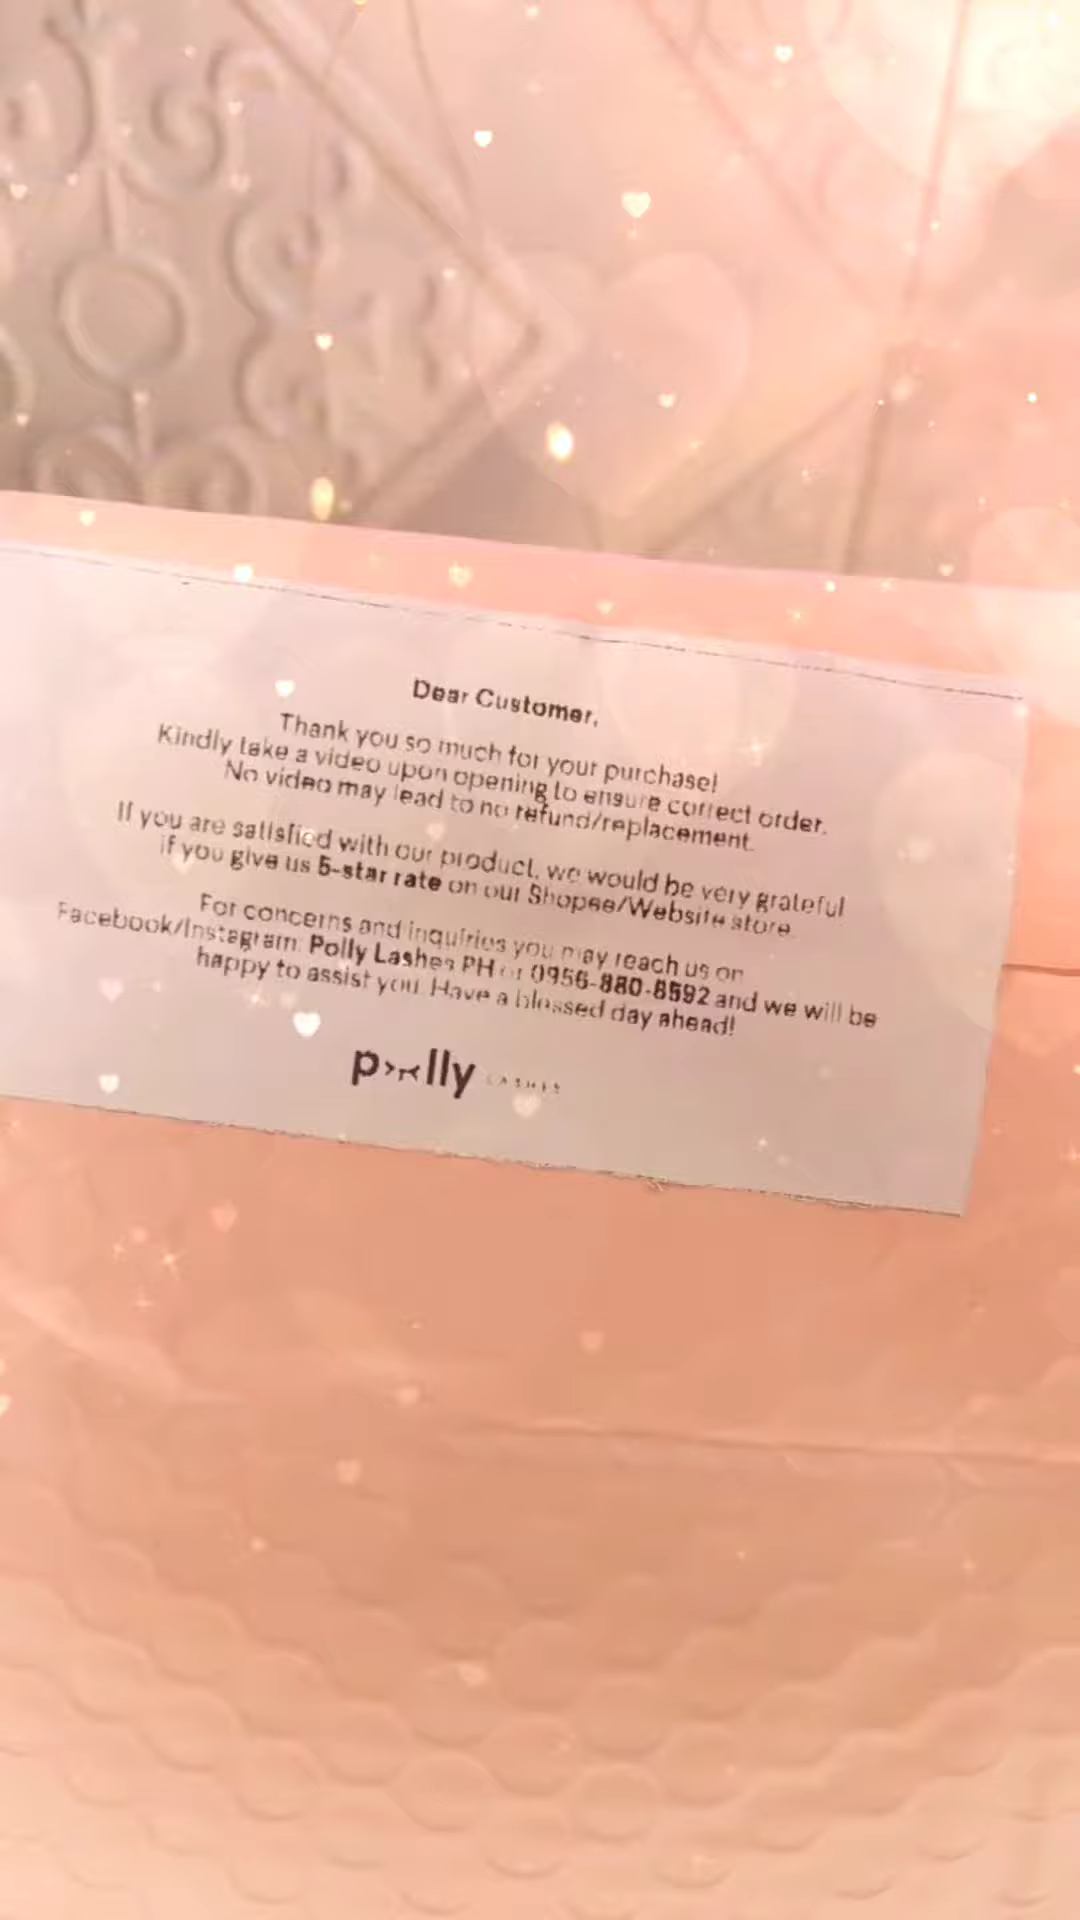 Dear Customer,
Thank you so much for your purchase!
Kindly take a video upon opening to ensure correct order.
No video may lead to no refund/replacement.
If you are satisfied with our product, we would be very grateful
if you give us 5-star rate on our Shopee/Website store.
For concerns and inquiries you may reach us on
Facebook/Instagram: Polly Lashes PH or 0956-880-8592 and we will be
happy to assist you. Have a blessed day ahead!
polly LASHES